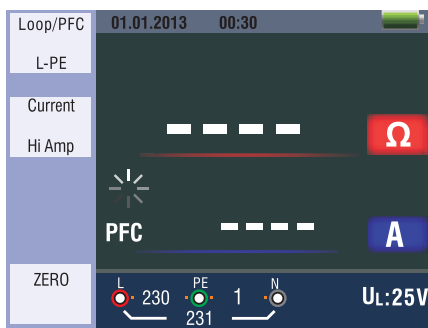 Loop/PFC
01.01.2013 00:30
L-PE
Current
Hi Amp
– – – – Ω
PFC – – – – A
ZERO
L PE N
230 1
231
UL:25V